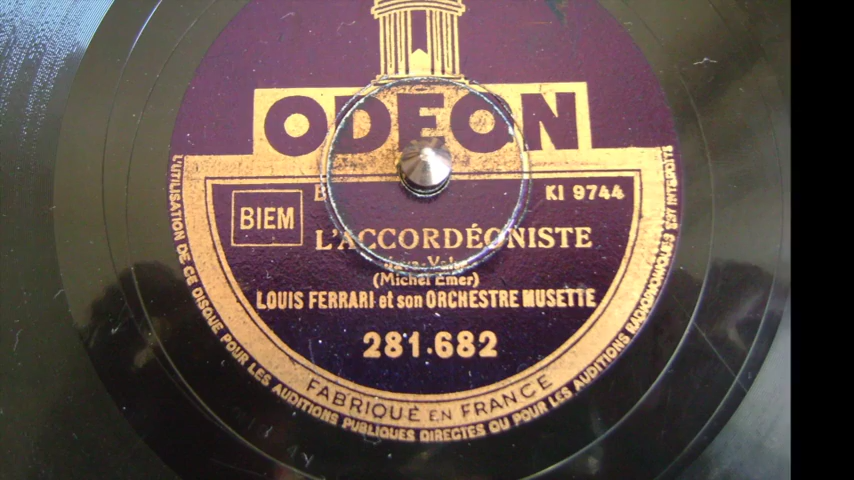 ODEON
BIEM
KI 9744
L'ACCORDÉONISTE
(Michel Emer)
LOUIS FERRARI et son ORCHESTRE MUSETTE
281.682
FABRIQUÉ EN FRANCE
L'UTILISATION DE CE DISQUE POUR LES AUDITIONS PUBLIQUES DIRECTES OU POUR LES AUDITIONS RADIOPHONIQUES EST INTERDITE